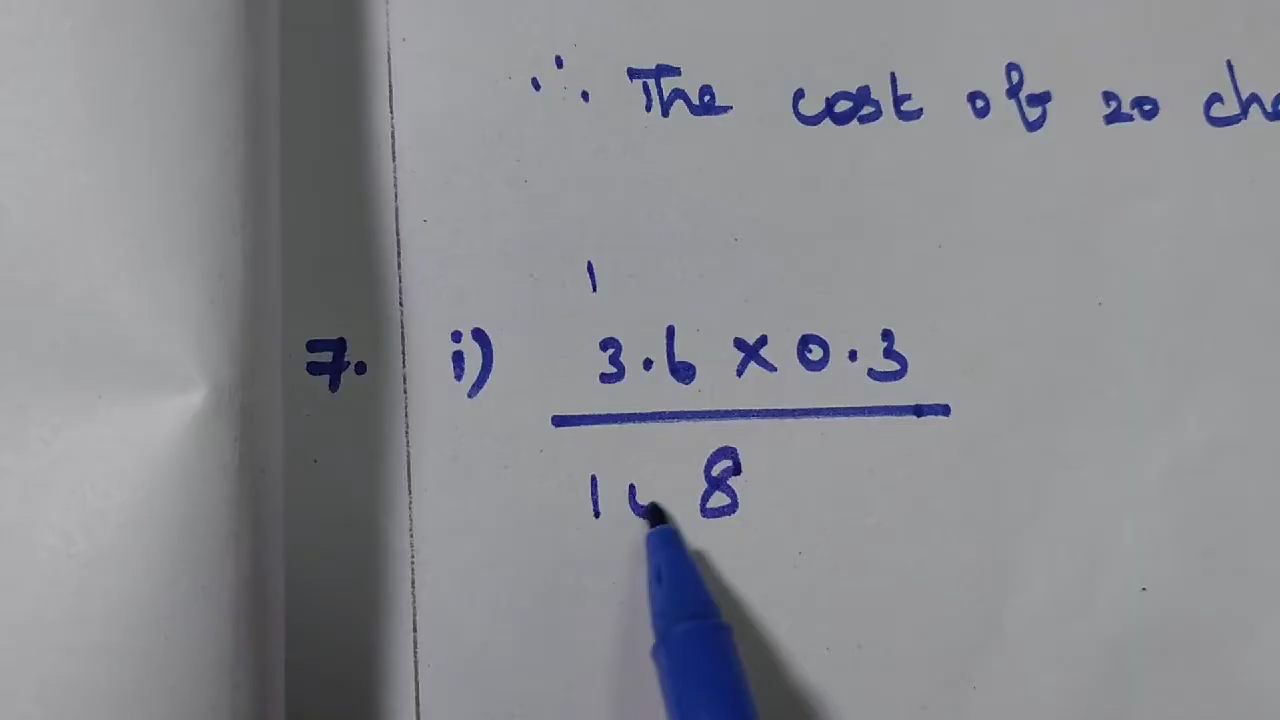 ∴ The cost of 20
1
7. i) 3.6 x 0.3
1 8